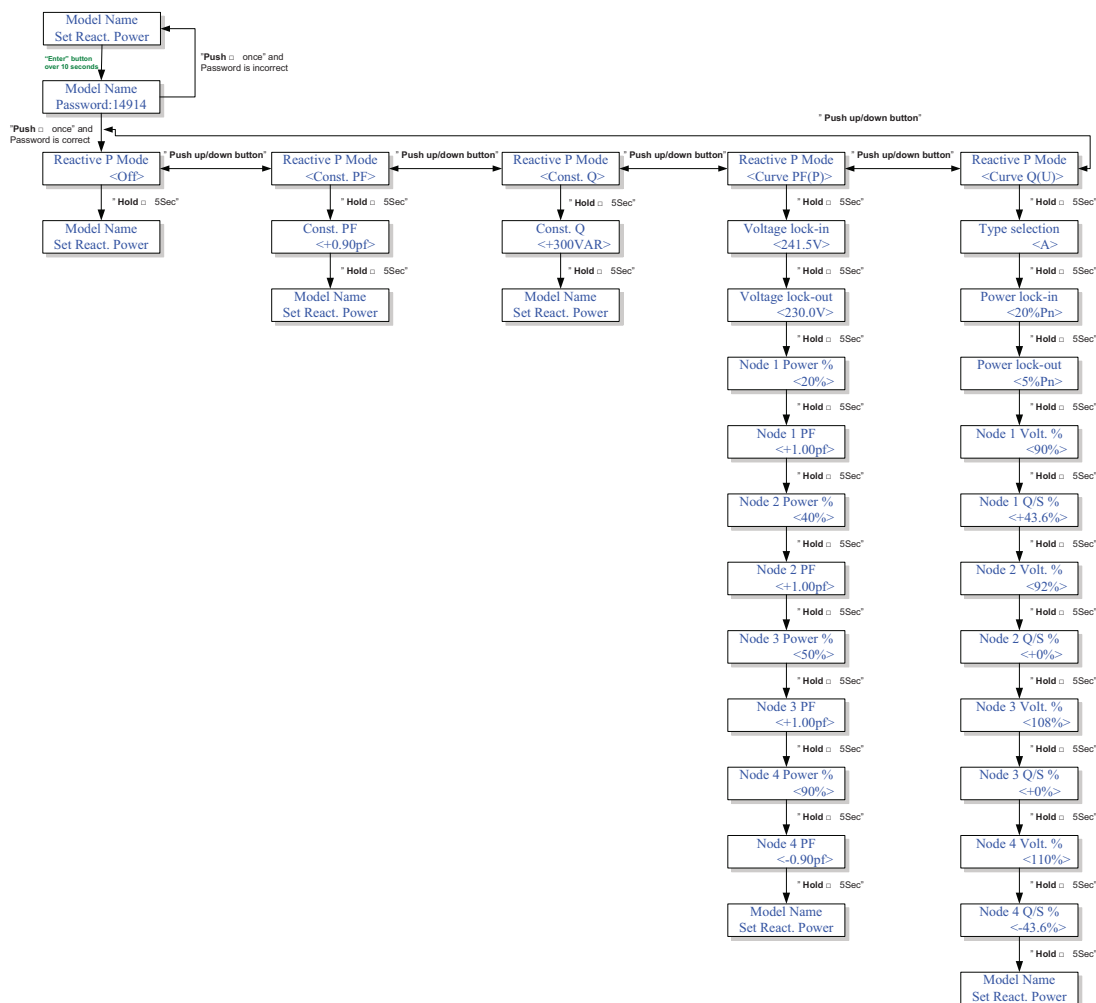 Model Name
Set React. Power
"Enter" button
over 10 seconds
"Push □ once" and
Password is incorrect
Model Name
Password:14914
"Push □ once" and
Password is correct
" Push up/down button"
Reactive P Mode
<Off>
" Push up/down button"
Reactive P Mode
<Const. PF>
" Push up/down button"
Reactive P Mode
<Const. Q>
" Push up/down button"
Reactive P Mode
<Curve PF(P)>
" Push up/down button"
Reactive P Mode
<Curve Q(U)>
" Hold □ 5Sec"
Model Name
Set React. Power
" Hold □ 5Sec"
Const. PF
<+0.90pf>
" Hold □ 5Sec"
Model Name
Set React. Power
" Hold □ 5Sec"
Const. Q
<+300VAR>
" Hold □ 5Sec"
Model Name
Set React. Power
" Hold □ 5Sec"
Voltage lock-in
<241.5V>
" Hold □ 5Sec"
Voltage lock-out
<230.0V>
" Hold □ 5Sec"
Node 1 Power %
<20%>
" Hold □ 5Sec"
Node 1 PF
<+1.00pf>
" Hold □ 5Sec"
Node 2 Power %
<40%>
" Hold □ 5Sec"
Node 2 PF
<+1.00pf>
" Hold □ 5Sec"
Node 3 Power %
<50%>
" Hold □ 5Sec"
Node 3 PF
<+1.00pf>
" Hold □ 5Sec"
Node 4 Power %
<90%>
" Hold □ 5Sec"
Node 4 PF
<-0.90pf>
" Hold □ 5Sec"
Model Name
Set React. Power
" Hold □ 5Sec"
Type selection
<A>
" Hold □ 5Sec"
Power lock-in
<20%Pn>
" Hold □ 5Sec"
Power lock-out
<5%Pn>
" Hold □ 5Sec"
Node 1 Volt. %
<90%>
" Hold □ 5Sec"
Node 1 Q/S %
<+43.6%>
" Hold □ 5Sec"
Node 2 Volt. %
<92%>
" Hold □ 5Sec"
Node 2 Q/S %
<+0%>
" Hold □ 5Sec"
Node 3 Volt. %
<108%>
" Hold □ 5Sec"
Node 3 Q/S %
<+0%>
" Hold □ 5Sec"
Node 4 Volt. %
<110%>
" Hold □ 5Sec"
Node 4 Q/S %
<-43.6%>
" Hold □ 5Sec"
Model Name
Set React. Power